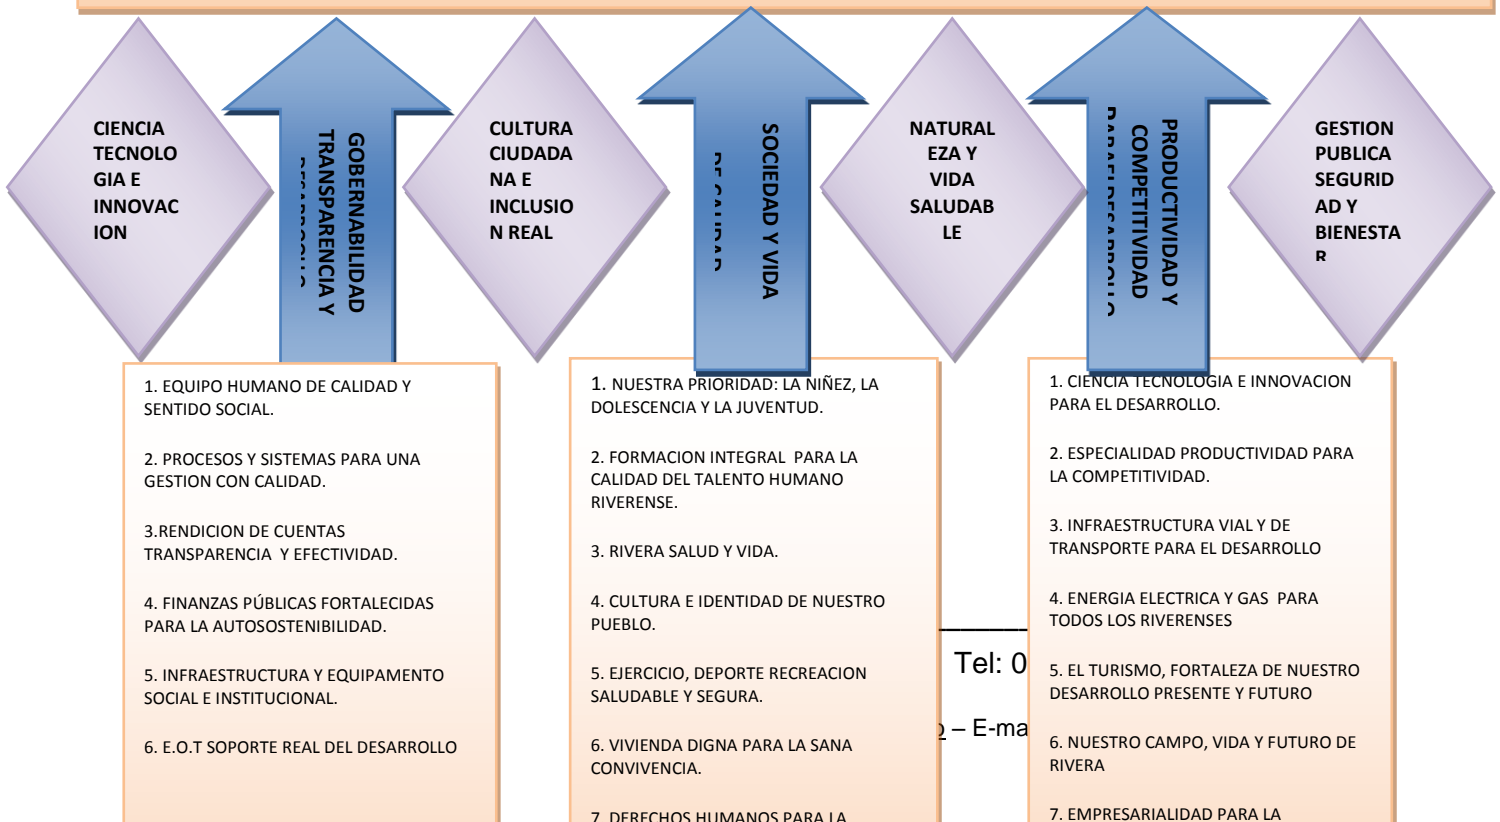 CIENCIA
TECNOLO
GIA E
INNOVAC
ION
GOBERNABILIDAD
TRANSPARENCIA Y
CULTURA
CIUDADA
NA E
INCLUSIO
N REAL
SOCIEDAD Y VIDA
DE CALIDAD
NATURAL
EZA Y
VIDA
SALUDAB
LE
PRODUCTIVIDAD Y
COMPETITIVIDAD
GESTION
PUBLICA
SEGURID
AD Y
BIENESTA
R
1. EQUIPO HUMANO DE CALIDAD Y
SENTIDO SOCIAL.
2. PROCESOS Y SISTEMAS PARA UNA
GESTION CON CALIDAD.
3.RENDICION DE CUENTAS
TRANSPARENCIA Y EFECTIVIDAD.
4. FINANZAS PÚBLICAS FORTALECIDAS
PARA LA AUTOSOSTENIBILIDAD.
5. INFRAESTRUCTURA Y EQUIPAMENTO
SOCIAL E INSTITUCIONAL.
6. E.O.T SOPORTE REAL DEL DESARROLLO
1. NUESTRA PRIORIDAD: LA NIÑEZ, LA
DOLESCENCIA Y LA JUVENTUD.
2. FORMACION INTEGRAL PARA LA
CALIDAD DEL TALENTO HUMANO
RIVERENSE.
3. RIVERA SALUD Y VIDA.
4. CULTURA E IDENTIDAD DE NUESTRO
PUEBLO.
5. EJERCICIO, DEPORTE RECREACION
SALUDABLE Y SEGURA.
6. VIVIENDA DIGNA PARA LA SANA
CONVIVENCIA.
7. DERECHOS HUMANOS PARA LA
Tel: 0
– E-ma
1. CIENCIA TECNOLOGIA E INNOVACION
PARA EL DESARROLLO.
2. ESPECIALIDAD PRODUCTIVIDAD PARA
LA COMPETITIVIDAD.
3. INFRAESTRUCTURA VIAL Y DE
TRANSPORTE PARA EL DESARROLLO
4. ENERGIA ELECTRICA Y GAS PARA
TODOS LOS RIVERENSES
5. EL TURISMO, FORTALEZA DE NUESTRO
DESARROLLO PRESENTE Y FUTURO
6. NUESTRO CAMPO, VIDA Y FUTURO DE
RIVERA
7. EMPRESARIALIDAD PARA LA